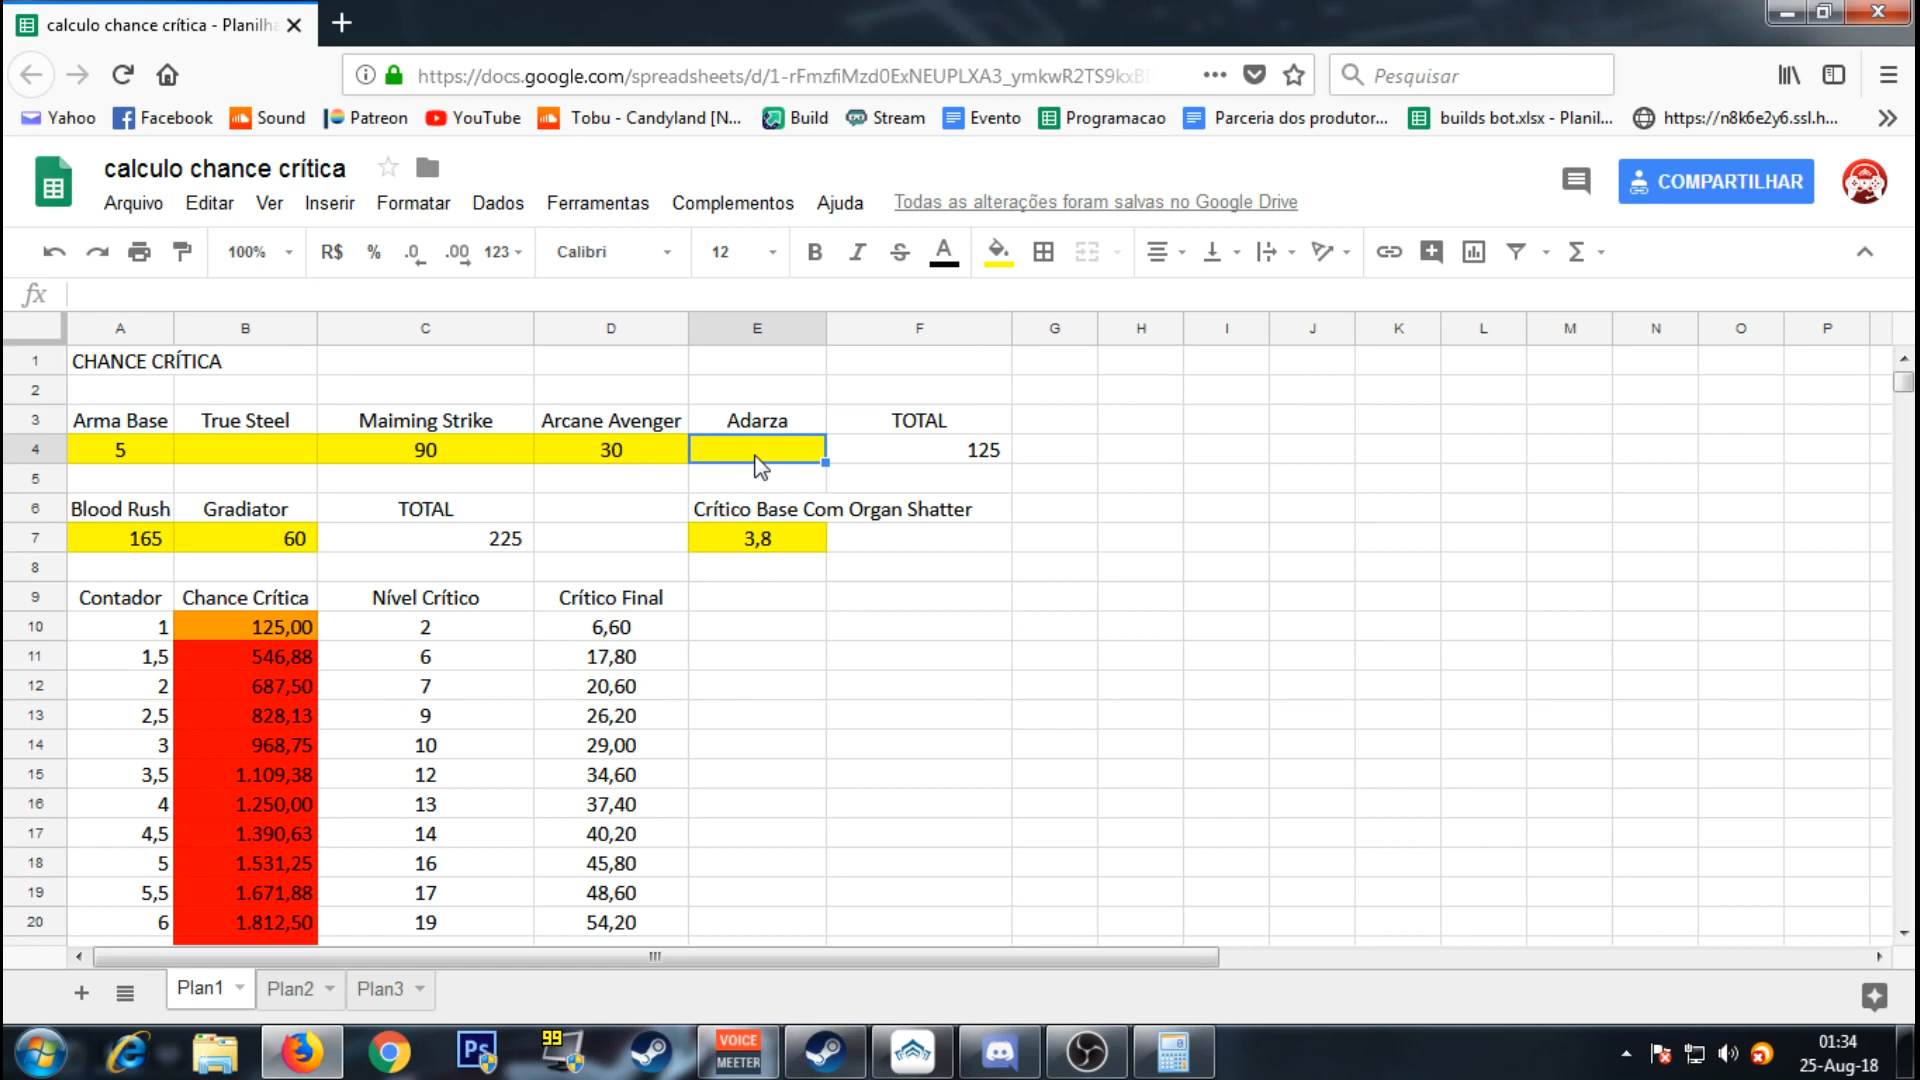 calculo chance crítica - Planilha
https://docs.google.com/spreadsheets/d/1-rFmzfiMzd0ExNEUPLXA3_ymkwR2TS9kxB
Pesquisar
Yahoo Facebook Sound Patreon YouTube Tobu - Candyland [N... Build Stream Evento Programacao Parceria dos produtor... builds bot.xlsx - Planil... https://n8k6e2y6.ssl.h...
calculo chance crítica
COMPARTILHAR
Arquivo Editar Ver Inserir Formatar Dados Ferramentas Complementos Ajuda Todas as alterações foram salvas no Google Drive
100% R$ % .0 .00 123 Calibri 12 B I S A Σ
fx
A B C D E F G H I J K L M N O P
1 CHANCE CRÍTICA
2
3 Arma Base True Steel Maiming Strike Arcane Avenger Adarza TOTAL
4 5 90 30 125
5
6 Blood Rush Gradiator TOTAL Crítico Base Com Organ Shatter
7 165 60 225 3,8
8
9 Contador Chance Crítica Nível Crítico Crítico Final
10 1 125,00 2 6,60
11 1,5 546,88 6 17,80
12 2 687,50 7 20,60
13 2,5 828,13 9 26,20
14 3 968,75 10 29,00
15 3,5 1.109,38 12 34,60
16 4 1.250,00 13 37,40
17 4,5 1.390,63 14 40,20
18 5 1.531,25 16 45,80
19 5,5 1.671,88 17 48,60
20 6 1.812,50 19 54,20
Plan1 Plan2 Plan3
Ps 99 VOICE MEETER
01:34
25-Aug-18